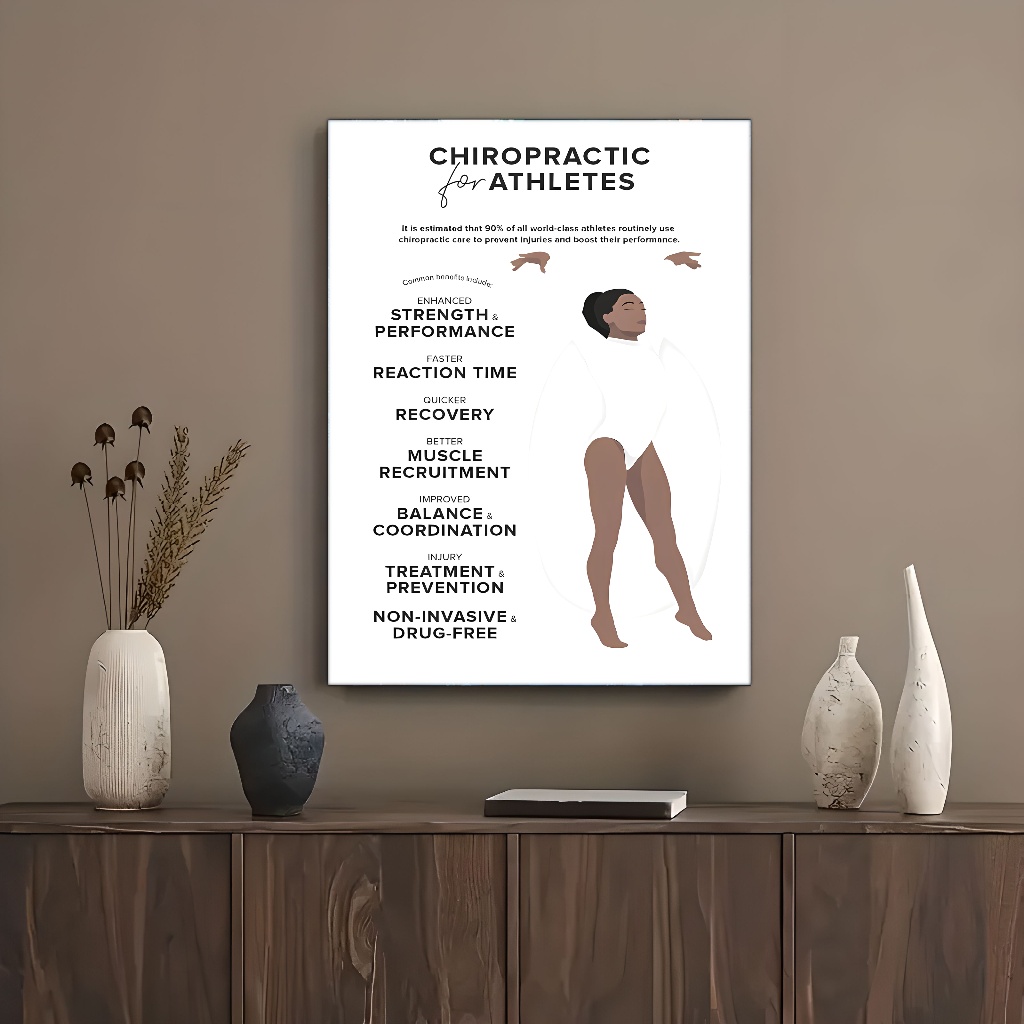 CHIROPRACTIC
for ATHLETES
It is estimated that 90% of all world-class athletes routinely use
chiropractic care to prevent injuries and boost their performance.
Common benefits include:
ENHANCED
STRENGTH &
PERFORMANCE
FASTER
REACTION TIME
QUICKER
RECOVERY
BETTER
MUSCLE
RECRUITMENT
IMPROVED
BALANCE &
COORDINATION
INJURY
TREATMENT &
PREVENTION
NON-INVASIVE &
DRUG-FREE